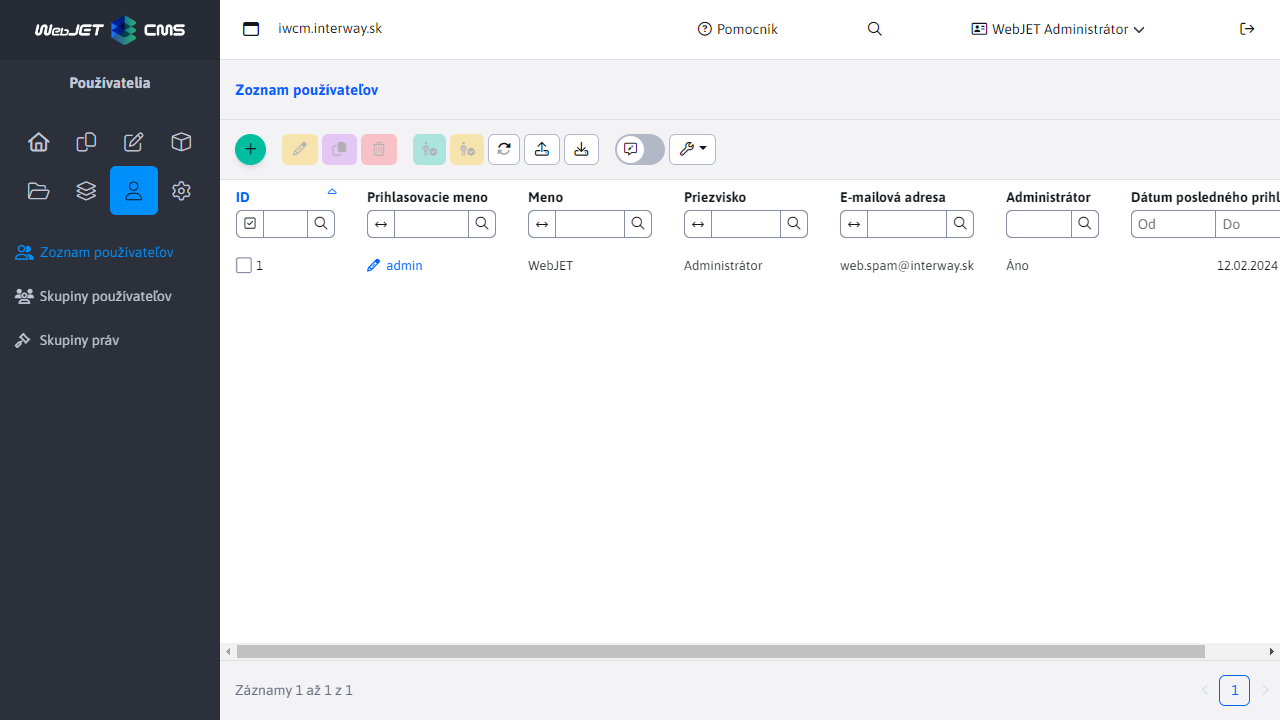 WebJET CMS
iwcm.interway.sk
Pomocník
WebJET Administrátor
Používatelia
Zoznam používateľov
Skupiny používateľov
Skupiny práv
Zoznam používateľov
ID Prihlasovacie meno Meno Priezvisko E-mailová adresa Administrátor Dátum posledného prihl
Od Do
1 admin WebJET Administrátor web.spam@interway.sk Áno 12.02.2024
Záznamy 1 až 1 z 1
1